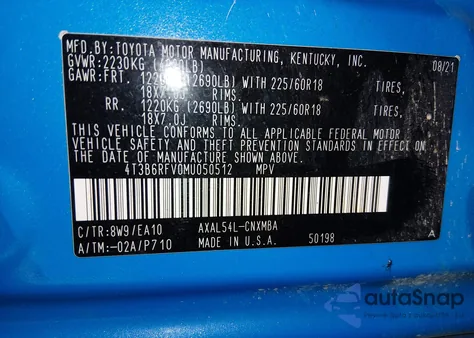 MFD.BY:TOYOTA MOTOR MANUFACTURING, KENTUCKY, INC.
GVWR:2230KG 08/21
GAWR:FRT. (2690LB) WITH 225/60R18 TIRES,
RIMS
RR. 1220KG (2690LB) WITH 225/60R18 TIRES,
18X7.0J RIMS
THIS VEHICLE CONFORMS TO ALL APPLICABLE FEDERAL MOTOR
VEHICLE SAFETY AND THEFT PREVENTION STANDARDS IN EFFECT ON
THE DATE OF MANUFACTURE SHOWN ABOVE.
4T3B6RFV0MU050512 MPV
C/TR:8W9/EA10 AXAL54L-CNXMBA
A/TM:-02A/P710 MADE IN U.S.A. 50198 A
autoSnap